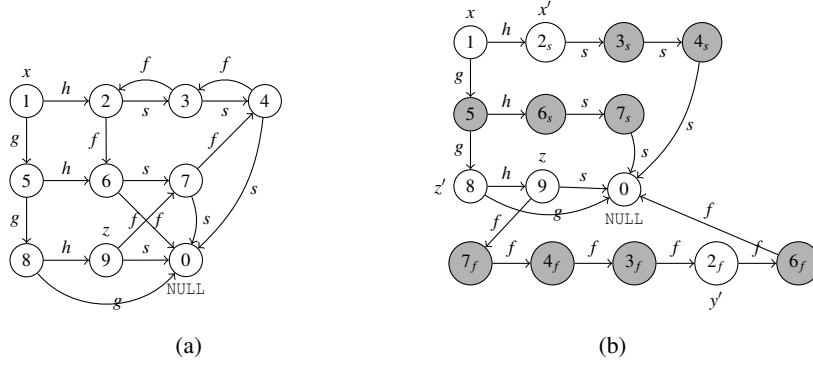 x
1 h 2 s 3 s 4
f f
g f f s
5 h 6 s 7
g f f s
z
8 h 9 s 0
g NULL
(a)
x x'
1 h 2s s 3s s 4s
g
5 h 6s s 7s
g s s
z
z' 8 h 9 s 0
g NULL
f f
7f f 4f f 3f f 2f f 6f
y'
(b)